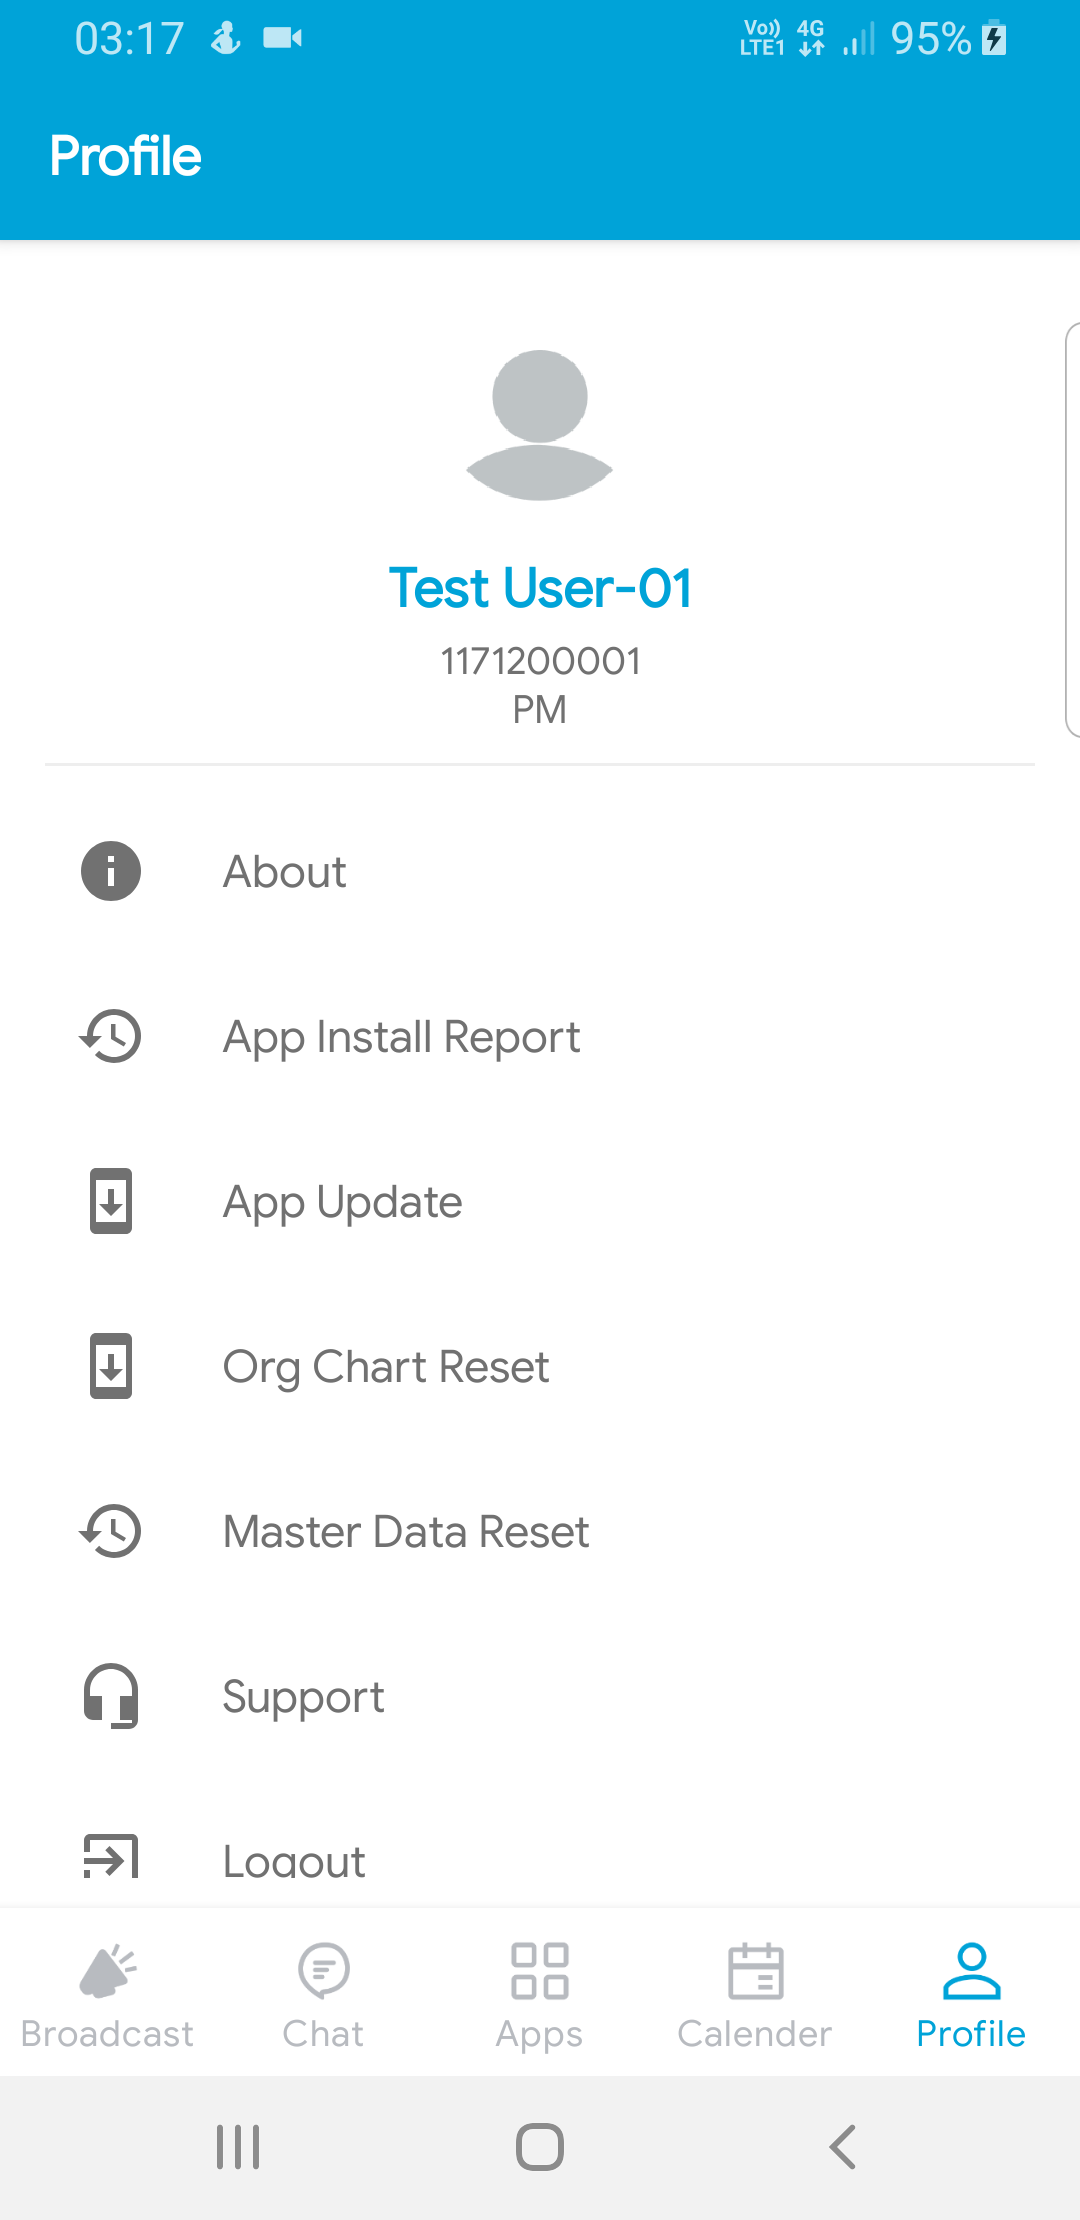 03:17 Vo)) LTE1 4G 95%
Profile
Test User-01
1171200001
PM
About
App Install Report
App Update
Org Chart Reset
Master Data Reset
Support
Logout
Broadcast Chat Apps Calender Profile